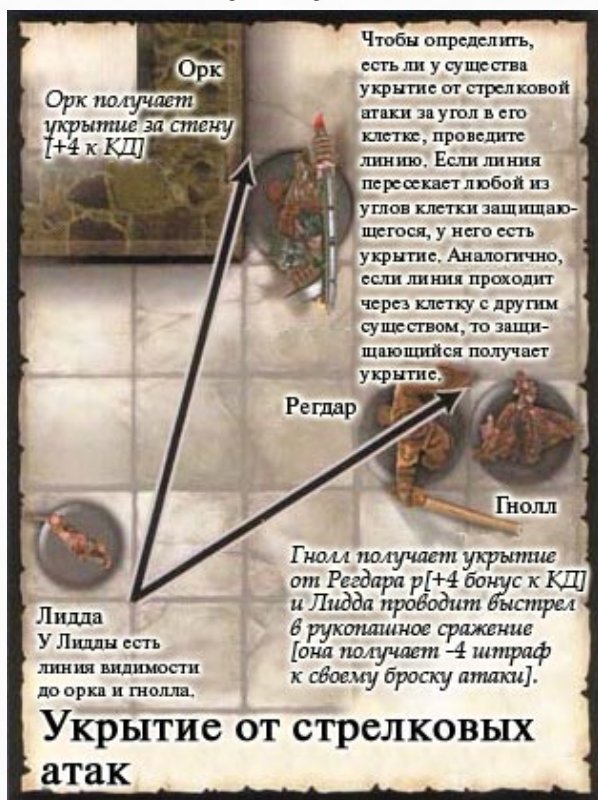 Орк
Орк получает
укрытие за стену
[+4 к КД]
Чтобы определить,
есть ли у существа
укрытие от стрелковой
атаки за угол в его
клетке, проведите
линию. Если линия
пересекает любой из
углов клетки защищаю-
щегося, у него есть
укрытие. Аналогично,
если линия проходит
через клетку с другим
существом, то защи-
щающийся получает
укрытие.
Регдар
Гнолл
Гнолл получает укрытие
от Регдара р[+4 бонус к КД]
и Лидда проводит выстрел
в рукопашное сражение
[она получает -4 штраф
к своему броску атаки].
Лидда
У Лидды есть
линия видимости
до орка и гнолла.
Укрытие от стрелковых
атак